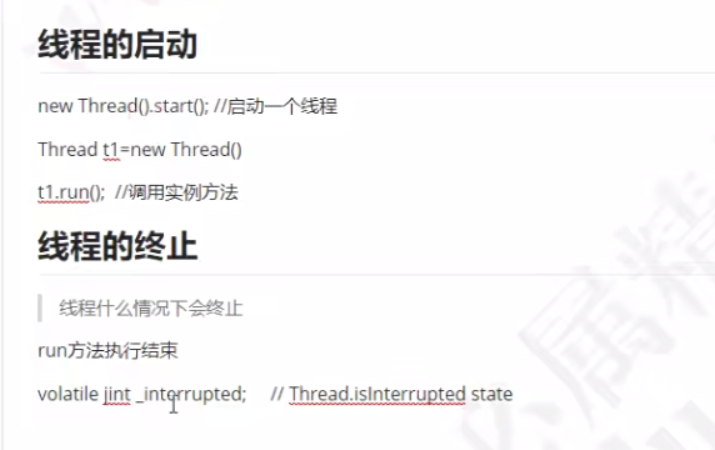 线程的启动
new Thread().start(); //启动一个线程
Thread t1=new Thread()
t1.run();  //调用实例方法
线程的终止
线程什么情况下会终止
run方法执行结束
volatile jint _interrupted;     // Thread.isInterrupted state